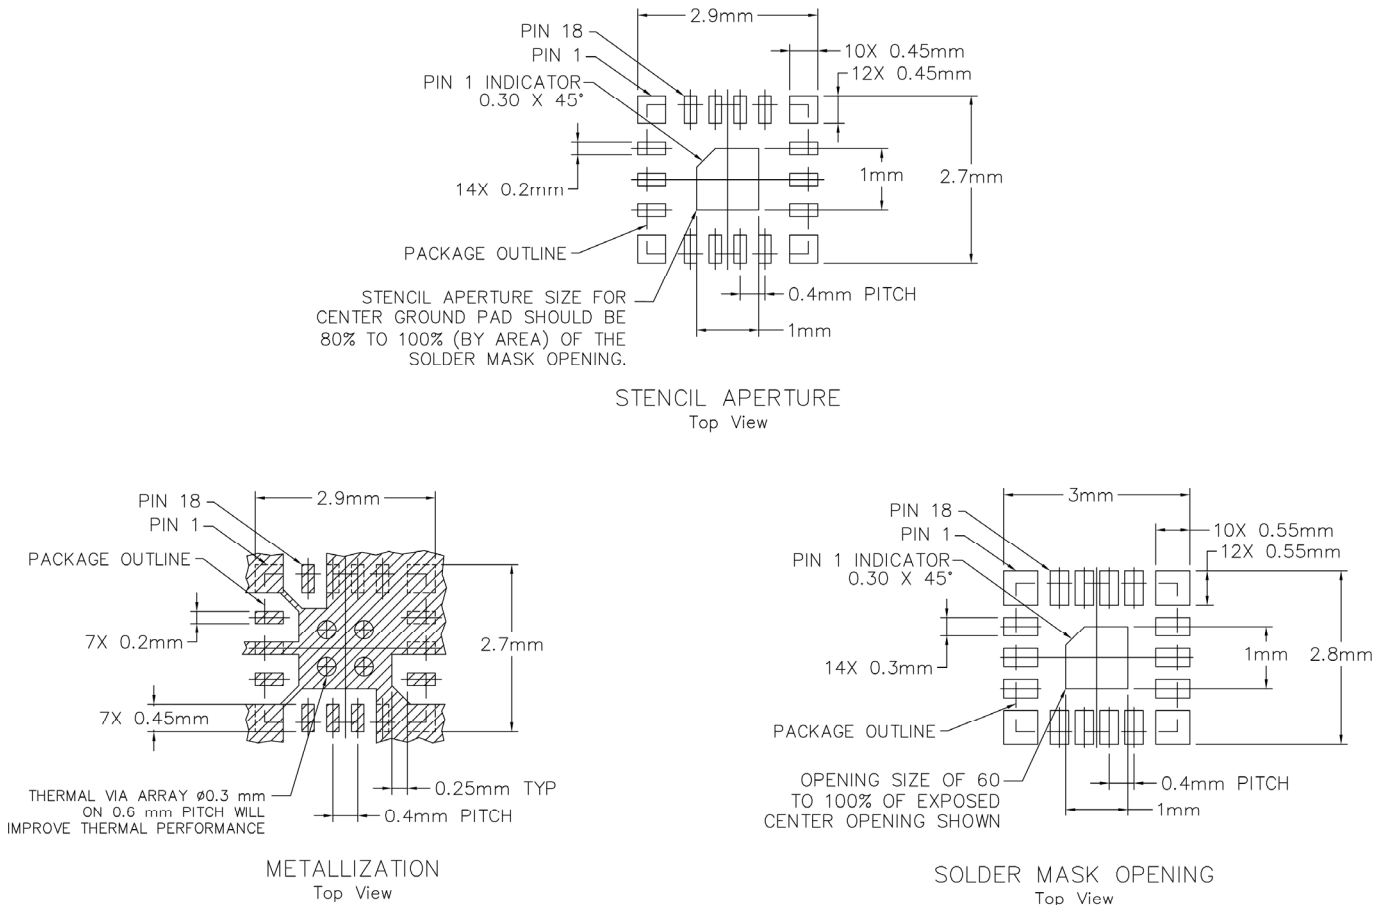 2.9mm
PIN 18
PIN 1
PIN 1 INDICATOR
0.30 X 45°
10X 0.45mm
12X 0.45mm
14X 0.2mm
1mm
2.7mm
PACKAGE OUTLINE
STENCIL APERTURE SIZE FOR
CENTER GROUND PAD SHOULD BE
80% TO 100% (BY AREA) OF THE
SOLDER MASK OPENING.
0.4mm PITCH
1mm
STENCIL APERTURE
Top View
PIN 18
PIN 1
PACKAGE OUTLINE
2.9mm
7X 0.2mm
2.7mm
7X 0.45mm
THERMAL VIA ARRAY ø0.3 mm
ON 0.6 mm PITCH WILL
IMPROVE THERMAL PERFORMANCE
0.25mm TYP
0.4mm PITCH
METALLIZATION
Top View
3mm
PIN 18
PIN 1
PIN 1 INDICATOR
0.30 X 45°
10X 0.55mm
12X 0.55mm
14X 0.3mm
1mm
2.8mm
PACKAGE OUTLINE
OPENING SIZE OF 60
TO 100% OF EXPOSED
CENTER OPENING SHOWN
0.4mm PITCH
1mm
SOLDER MASK OPENING
Top View